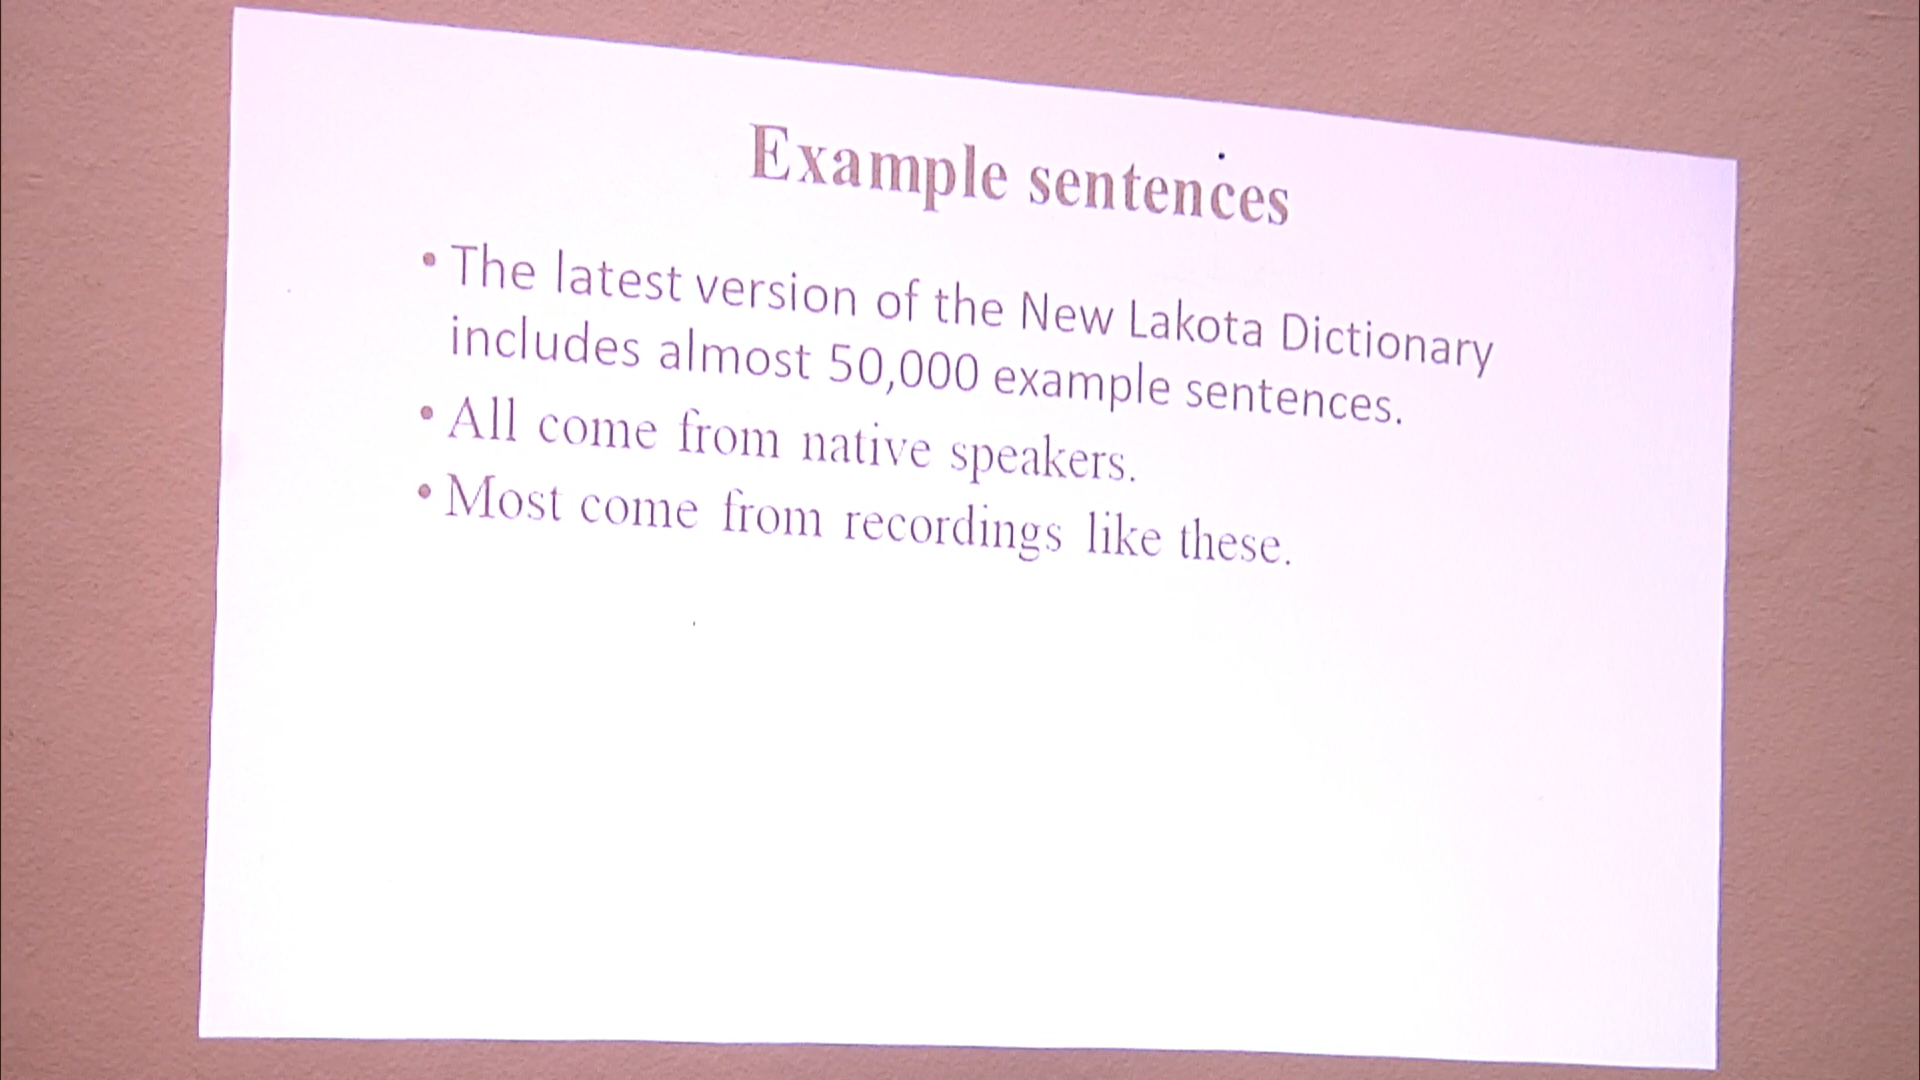 Example sentences
• The latest version of the New Lakota Dictionary
includes almost 50,000 example sentences.
• All come from native speakers.
• Most come from recordings like these.